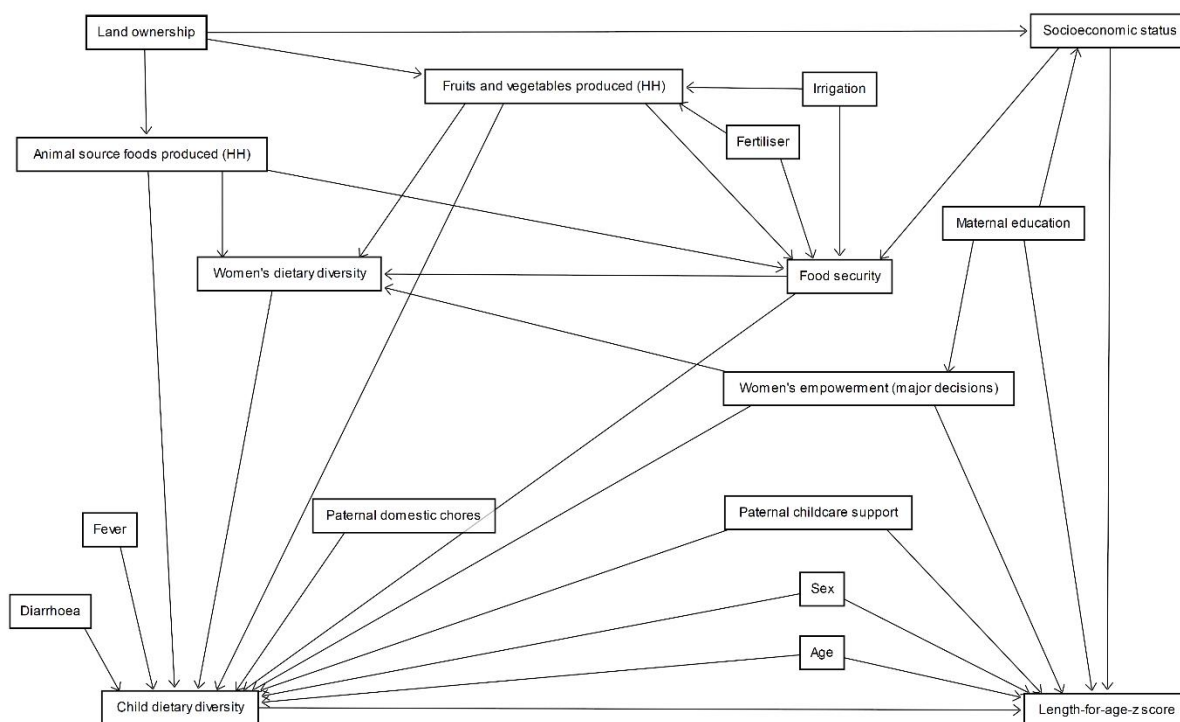 Land ownership
Socioeconomic status
Fruits and vegetables produced (HH)
Irrigation
Fertiliser
Animal source foods produced (HH)
Maternal education
Women's dietary diversity
Food security
Women's empowerment (major decisions)
Paternal domestic chores
Paternal childcare support
Fever
Sex
Diarrhoea
Age
Child dietary diversity
Length-for-age-z score